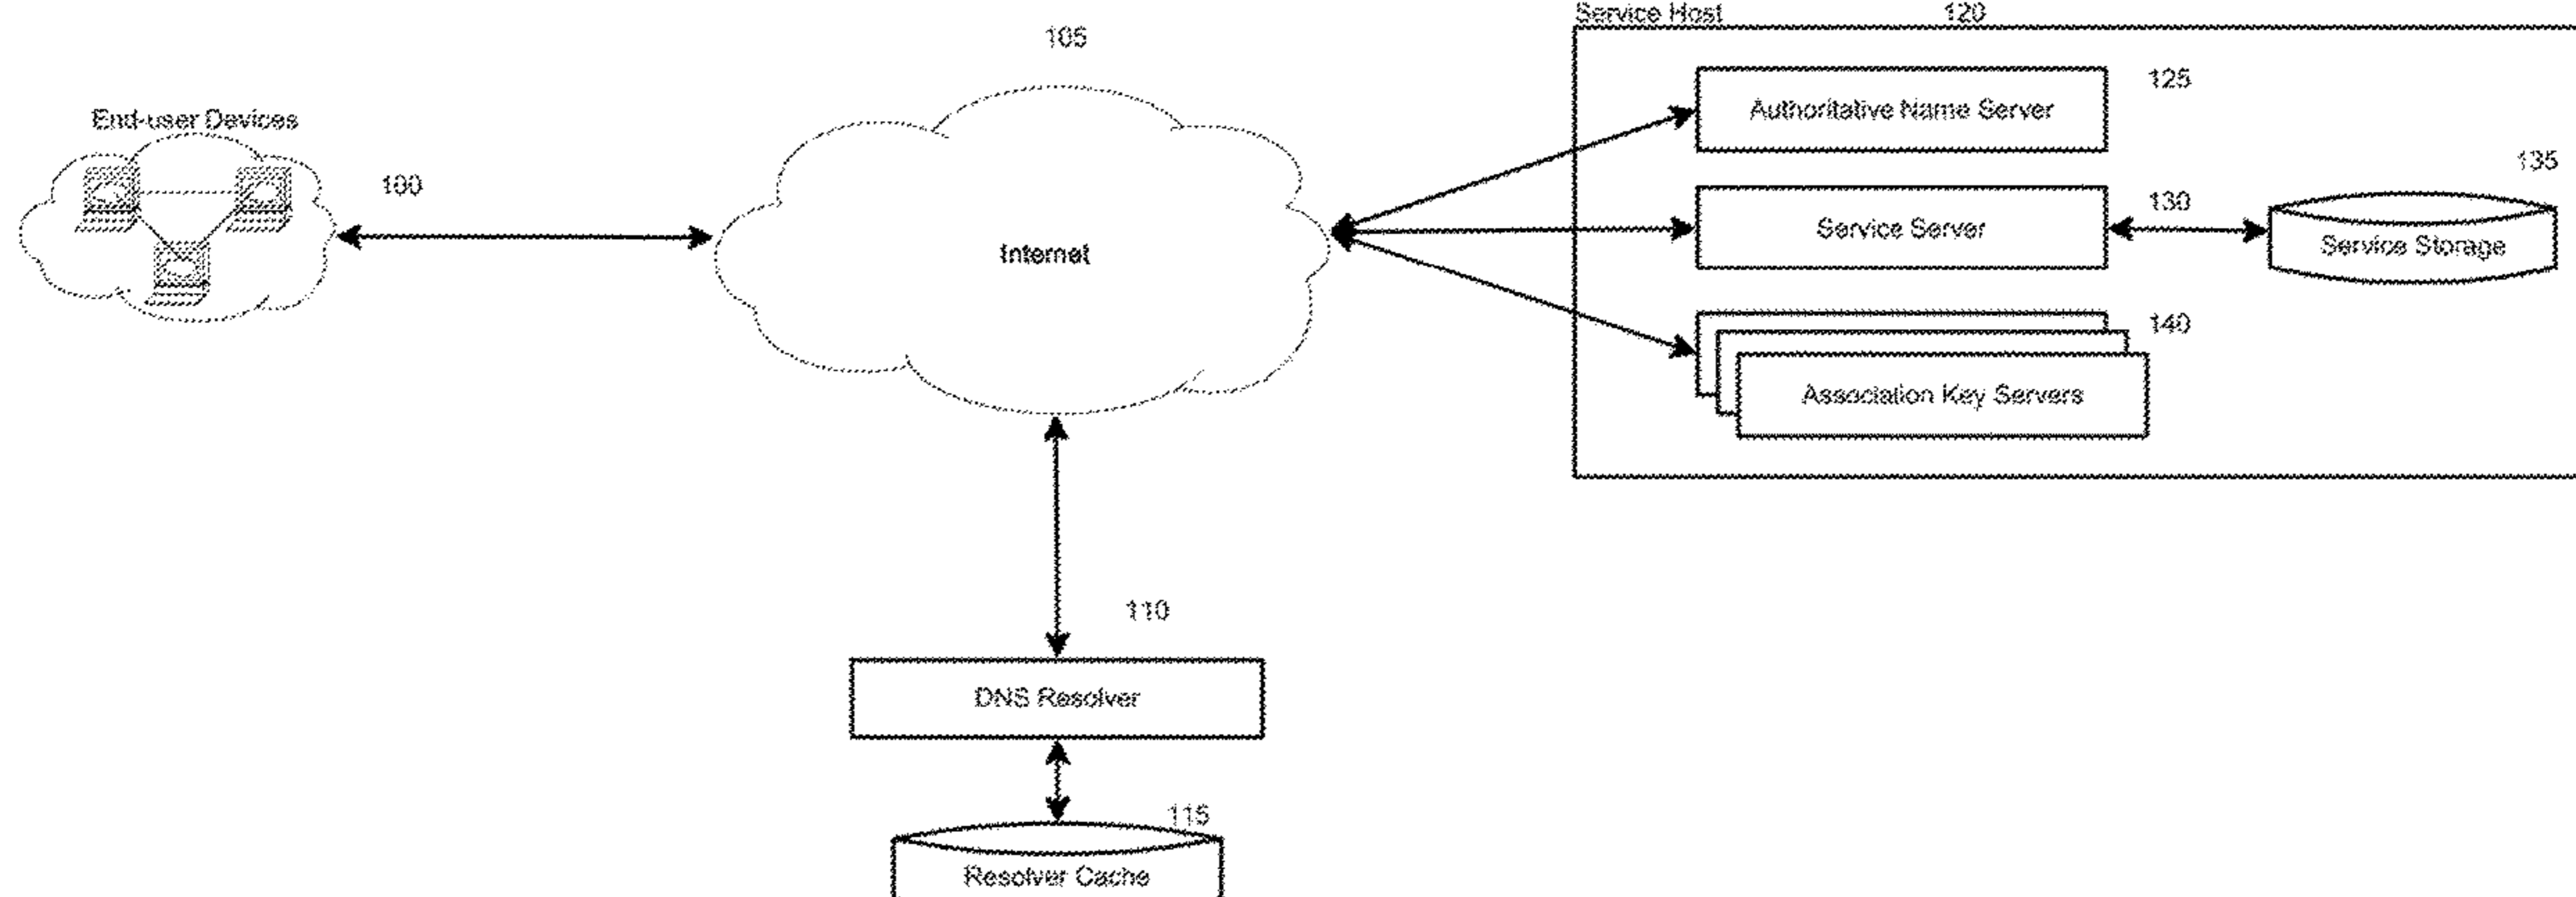 Service Host 120
105
125
End-user Devices
Authoritative Name Server
135
100
130
Service Server
Internet
Service Storage
140
Association Key Servers
110
DNS Resolver
115
Resolver Cache